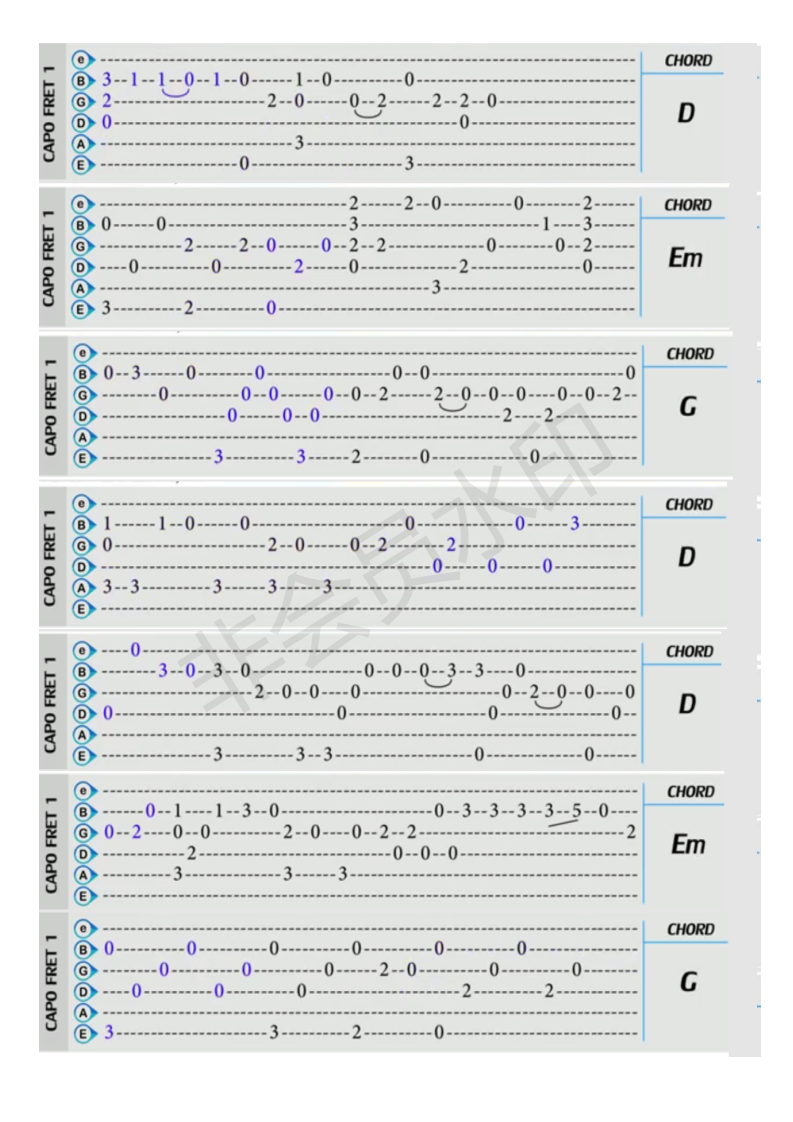 CAPO FRET 1
CHORD
D
e -----------------------------------------------------------
B 3--1--1--0--1--0-----1--0--------0-------------------------
G 2-----------------2--0-----0--2-----2--2--0---------------
D 0--------------------------------------0------------------
A ---------------------3------------------------------------
E ---------------0-----------------3------------------------
CAPO FRET 1
CHORD
Em
e ---------------------------2-----2--0--------0-------2-----
B 0-----0--------------------3--------------------1---3-----
G ---------2-----2--0-----0--2--2-----------0-------0--2-----
D ---0--------0--------2-----0-----------2-------------0-----
A ------------------------------------3---------------------
E 3--------2--------0---------------------------------------
CAPO FRET 1
CHORD
G
e -----------------------------------------------------------
B 0--3-----0-------0--------------0--0----------------------0
G ------0--------0--0-----0--0--2-----2--0--0--0----0--0--2--
D --------------0-----0--0--------------------2----2---------
A -----------------------------------------------------------
E ------------3--------3-----2-------0-----------0-----------
CAPO FRET 1
CHORD
D
e -----------------------------------------------------------
B 1-----1--0-----0-----------------0-----------0-----3-------
G 0-----------------2--0-----0--2-------2--------------------
D ------------------------------------0-----0-----0----------
A 3--3--------3-----3-----3----------------------------------
E -----------------------------------------------------------
CAPO FRET 1
CHORD
D
e ---0-------------------------------------------------------
B ------3--0--3--0------------0--0--0--3--3----0-------------
G ----------------2--0--0----0---------------0--2--0--0----0
D 0-------------------------0---------------0-------------0--
A -----------------------------------------------------------
E ------------3--------3--3----------------0-----------0-----
CAPO FRET 1
CHORD
Em
e -----------------------------------------------------------
B -----0--1----1--3--0-----------------0--3--3--3--5--0------
G 0--2----0--0--------2--0----0--2--2-----------------------2
D ---------2----------------------0--0--0--------------------
A --------3-----------3-----3--------------------------------
E -----------------------------------------------------------
CAPO FRET 1
CHORD
G
e -----------------------------------------------------------
B 0--------0--------0--------0--------0--------0-------------
G ------0--------0--------0-----2--0--------0--------0-------
D ---0--------0--------0-----------------2--------2----------
A -----------------------------------------------------------
E 3-----------------3--------2--------0----------------------
非会员水印